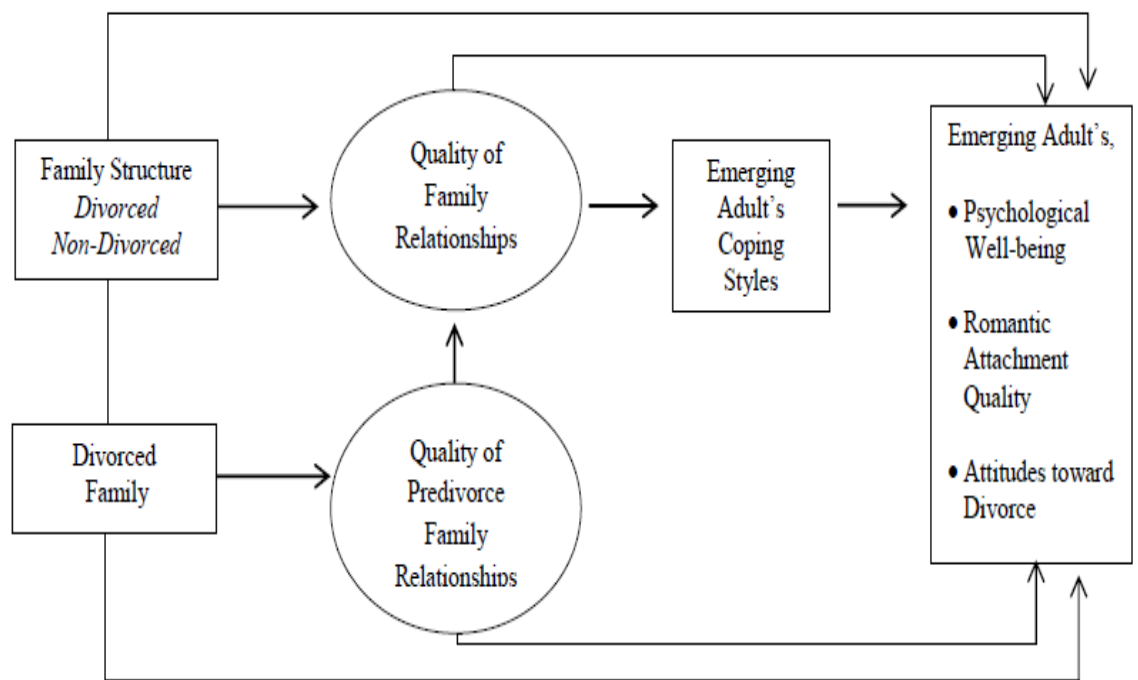 Family Structure
Divorced
Non-Divorced
Quality of
Family
Relationships
Emerging
Adult's
Coping
Styles
Emerging Adult's,
• Psychological
Well-being
• Romantic
Attachment
Quality
• Attitudes toward
Divorce
Divorced
Family
Quality of
Predivorce
Family
Relationships